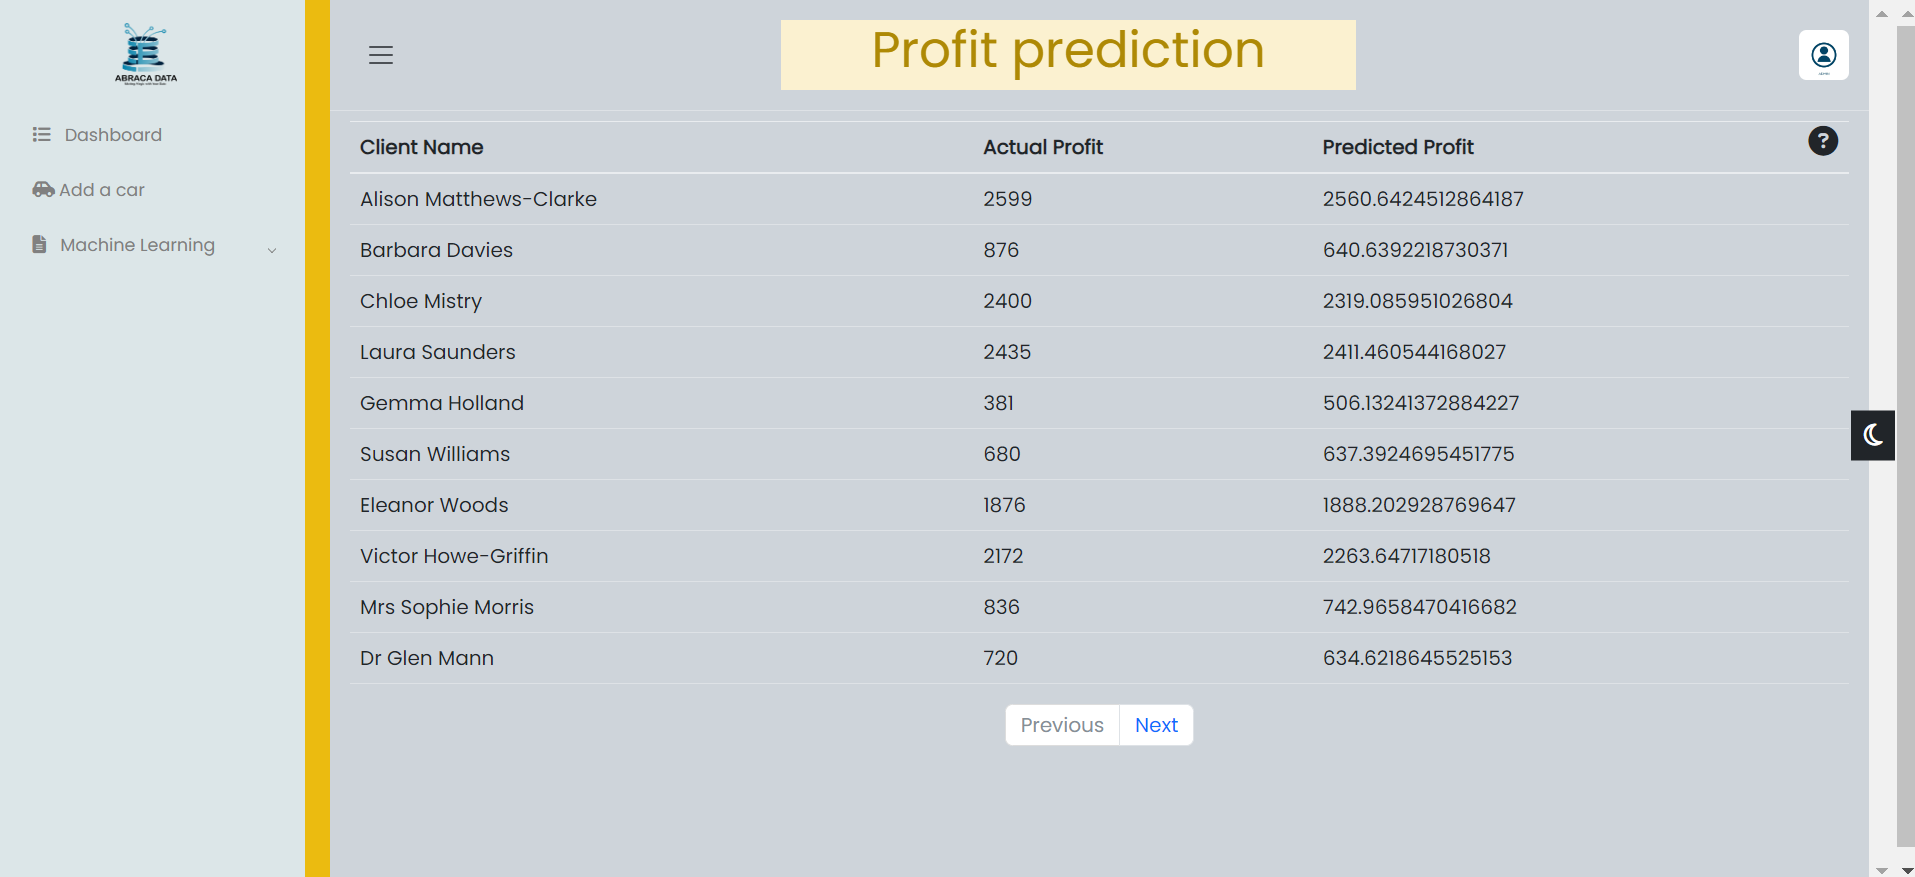 ABRACA DATA
Dashboard
Add a car
Machine Learning
Profit prediction
Client Name Actual Profit Predicted Profit ?
Alison Matthews-Clarke 2599 2560.6424512864187
Barbara Davies 876 640.6392218730371
Chloe Mistry 2400 2319.085951026804
Laura Saunders 2435 2411.460544168027
Gemma Holland 381 506.13241372884227
Susan Williams 680 637.3924695451775
Eleanor Woods 1876 1888.202928769647
Victor Howe-Griffin 2172 2263.64717180518
Mrs Sophie Morris 836 742.9658470416682
Dr Glen Mann 720 634.6218645525153
Previous Next